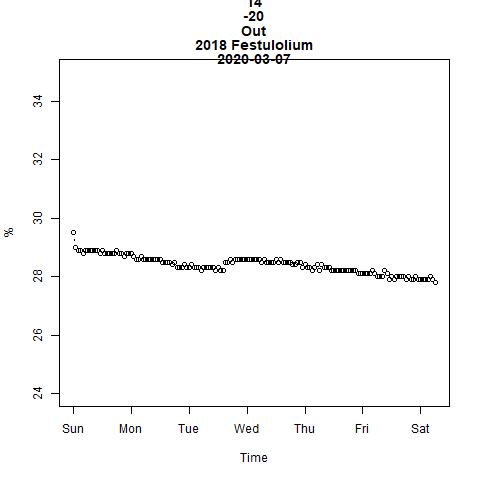 14
-20
Out
2018 Festulolium
2020-03-07
34
32
30
28
26
24
%
Sun Mon Tue Wed Thu Fri Sat
Time